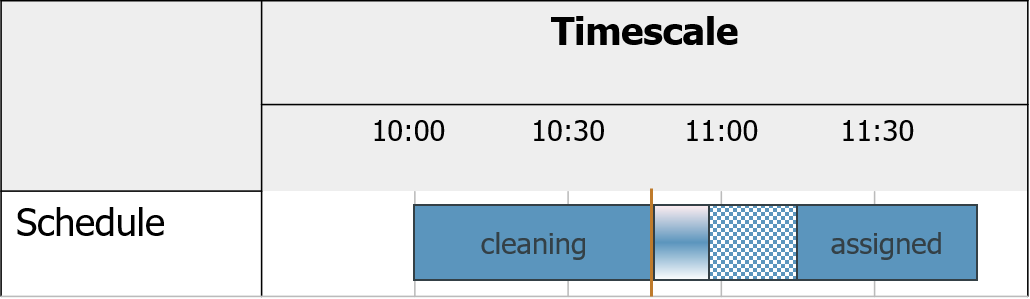 Timescale
10:00 10:30 11:00 11:30
Schedule
cleaning assigned